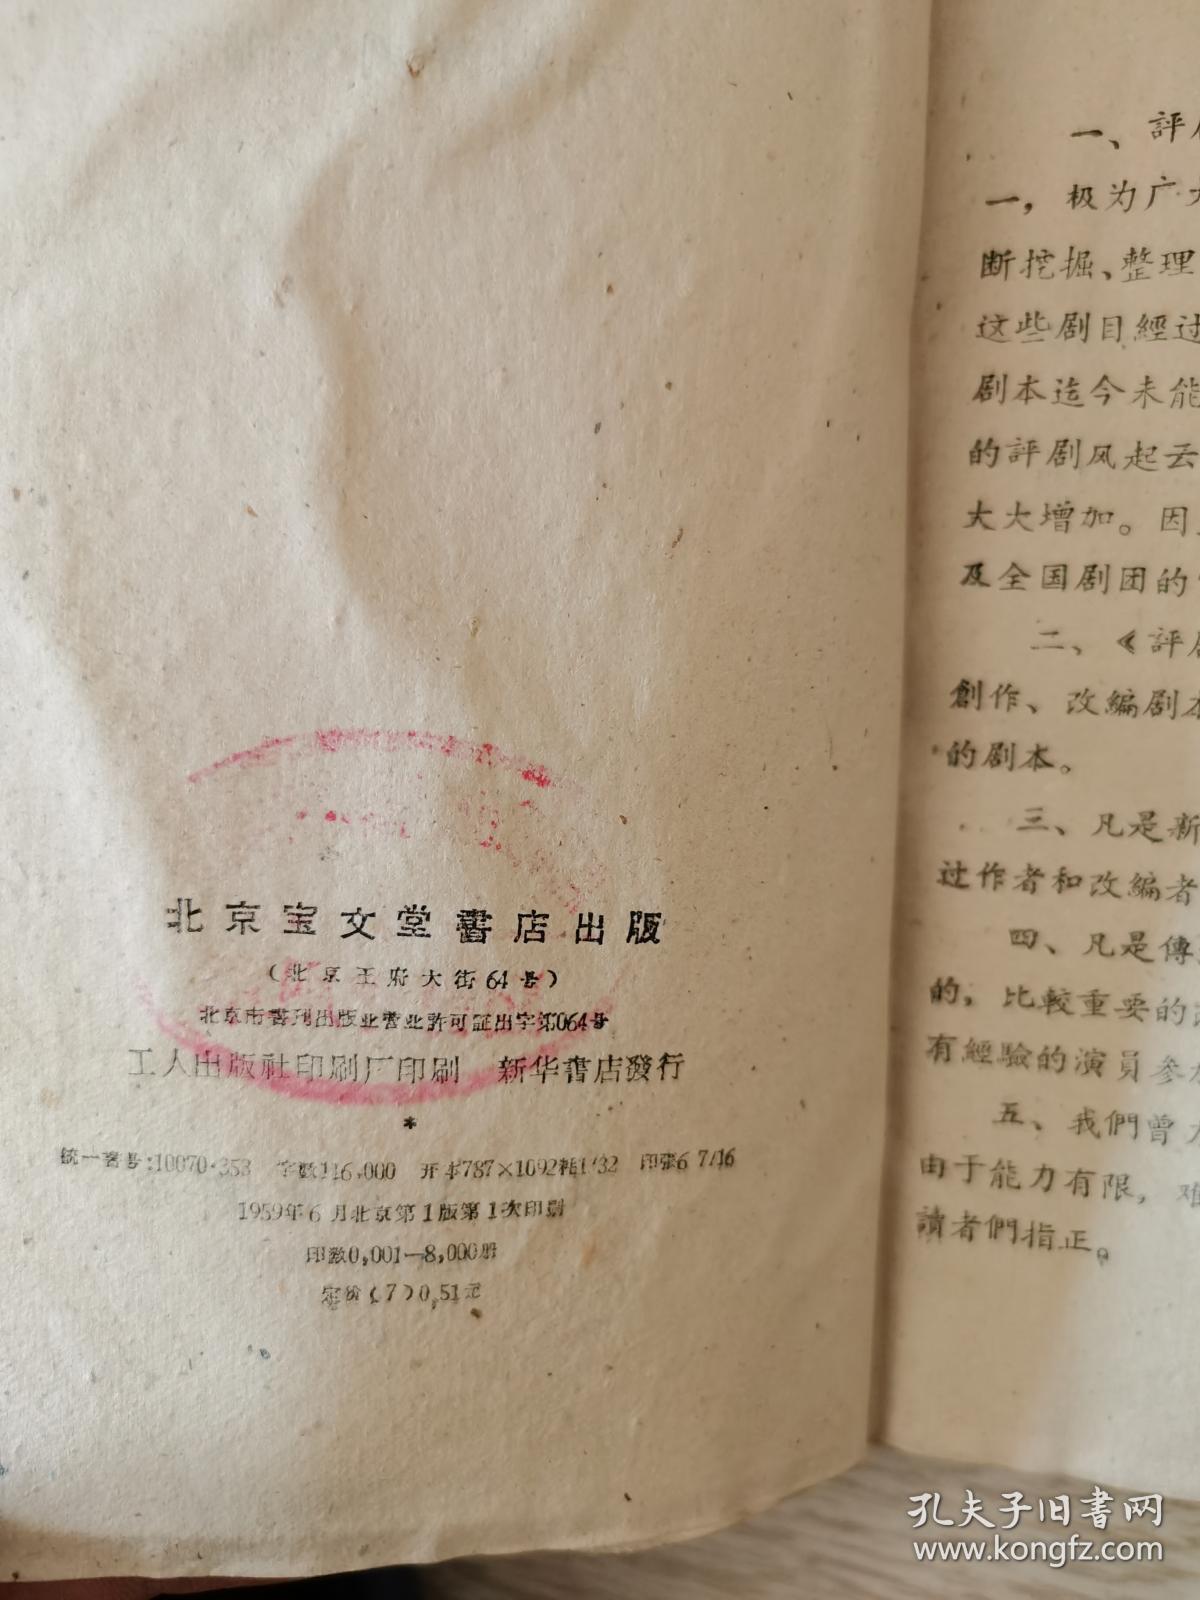 北京宝文堂書店出版
（北京王府大街64号）
北京市書刊出版业营业許可証出字第064号
工人出版社印刷厂印刷　新华書店發行
*
统一書号：10070·353　字数116,000　开本787×1092耗1/32　印張6 7/16
1959年6月北京第1版第1次印刷
印数0,001—8,000册
定价（7）0.51元
一、評
一，极为广大
断挖掘、整理
这些剧目經过
剧本迄今未能
的評剧风起云
大大增加。因
及全国剧团的
二、《評剧
創作、改編剧本
的剧本。
三、凡是新
过作者和改編者
四、凡是傳
的，比較重要的
有經驗的演員参加
五、我們曾
由于能力有限，难
讀者們指正。
孔夫子旧书网
www.kongfz.com